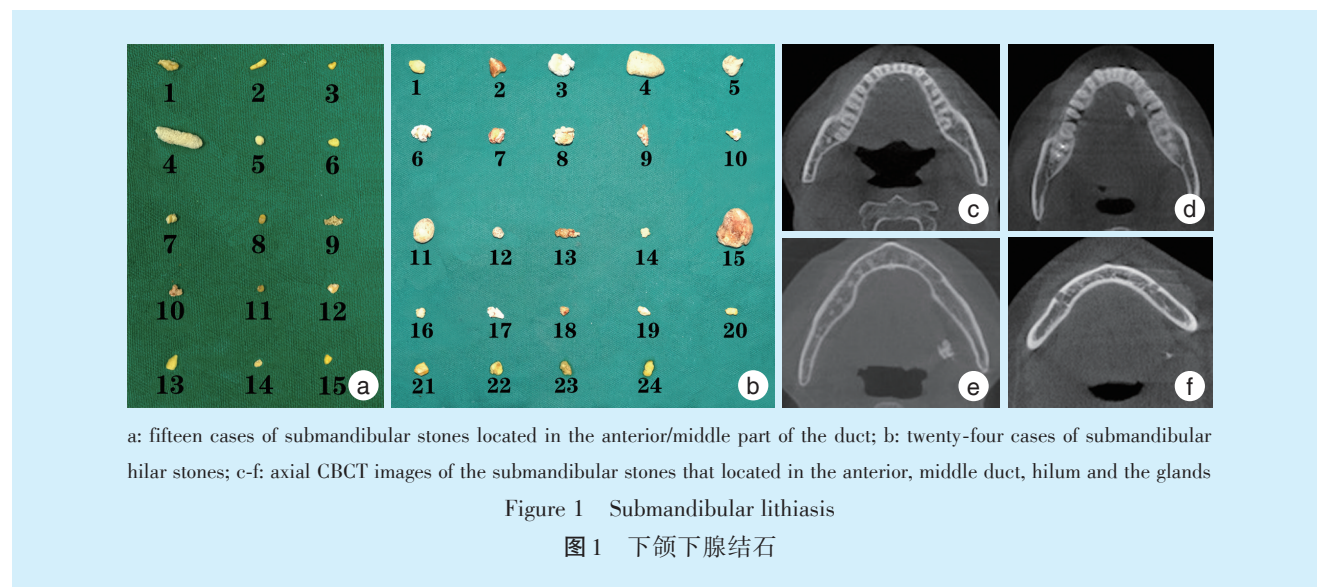 1 2 3
4 5 6
7 8 9
10 11 12
13 14 15
a
1 2 3 4 5
6 7 8 9 10
11 12 13 14 15
16 17 18 19 20
21 22 23 24
b
c
d
e
f
a: fifteen cases of submandibular stones located in the anterior/middle part of the duct; b: twenty-four cases of submandibular
hilar stones; c-f: axial CBCT images of the submandibular stones that located in the anterior, middle duct, hilum and the glands
Figure 1 Submandibular lithiasis
图1 下颌下腺结石